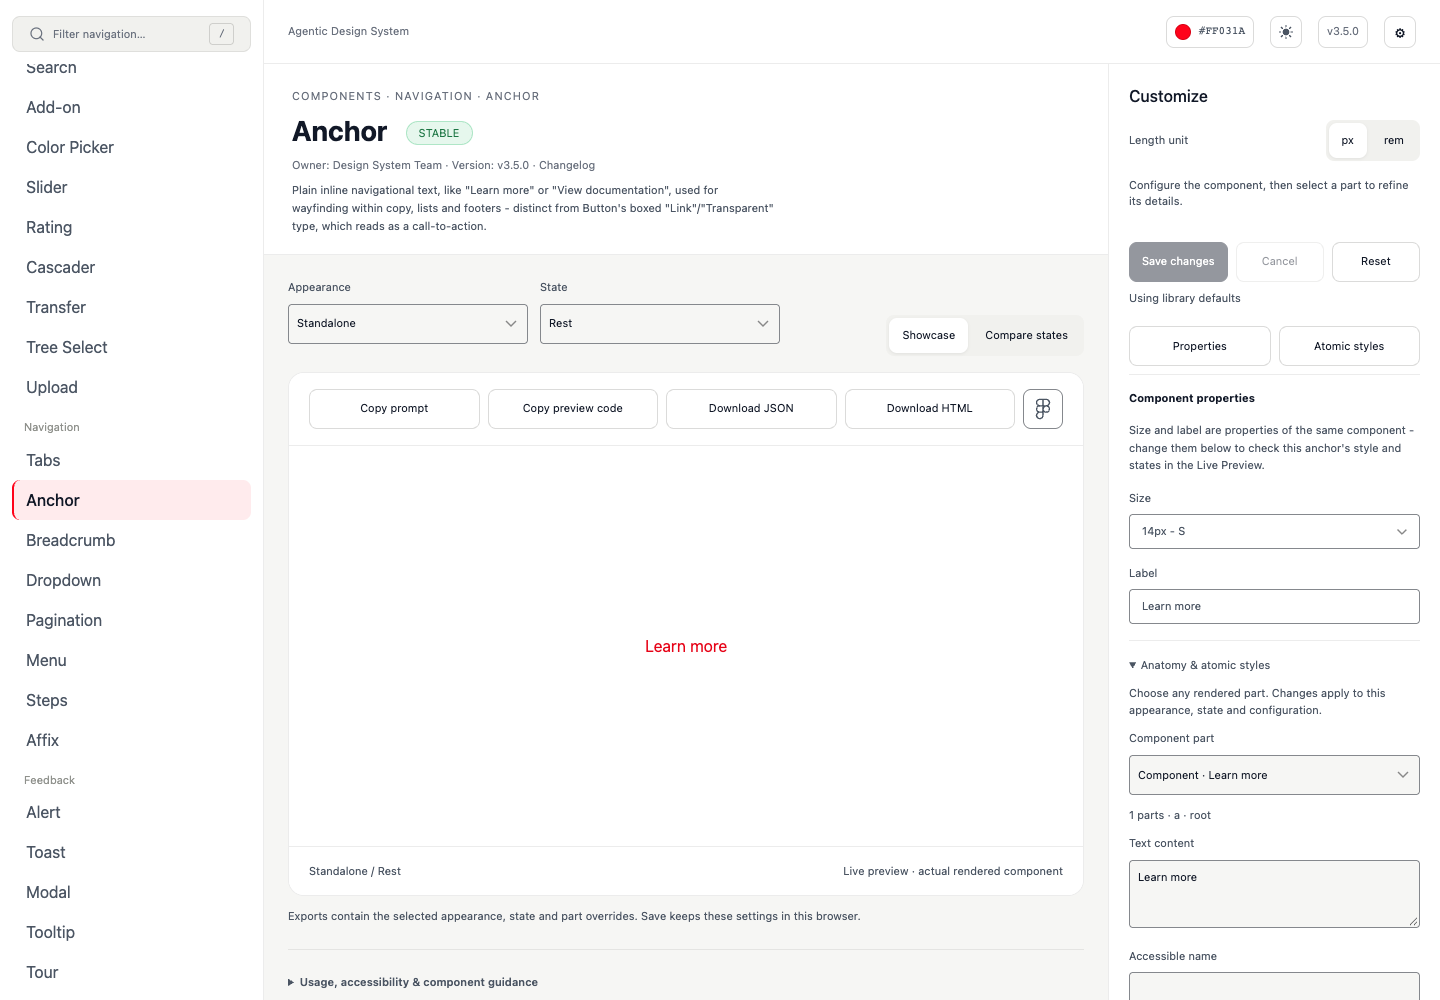 Filter navigation...
/
Search
Add-on
Color Picker
Slider
Rating
Cascader
Transfer
Tree Select
Upload
Navigation
Tabs
Anchor
Breadcrumb
Dropdown
Pagination
Menu
Steps
Affix
Feedback
Alert
Toast
Modal
Tooltip
Tour
Agentic Design System
#FF031A
v3.5.0
COMPONENTS · NAVIGATION · ANCHOR
Anchor
STABLE
Owner: Design System Team · Version: v3.5.0 · Changelog
Plain inline navigational text, like "Learn more" or "View documentation", used for
wayfinding within copy, lists and footers - distinct from Button's boxed "Link"/"Transparent"
type, which reads as a call-to-action.
Appearance
Standalone
State
Rest
Showcase
Compare states
Copy prompt
Copy preview code
Download JSON
Download HTML
Learn more
Standalone / Rest
Live preview · actual rendered component
Exports contain the selected appearance, state and part overrides. Save keeps these settings in this browser.
Usage, accessibility & component guidance
Customize
Length unit
px
rem
Configure the component, then select a part to refine
its details.
Save changes
Cancel
Reset
Using library defaults
Properties
Atomic styles
Component properties
Size and label are properties of the same component -
change them below to check this anchor's style and
states in the Live Preview.
Size
14px - S
Label
Learn more
Anatomy & atomic styles
Choose any rendered part. Changes apply to this
appearance, state and configuration.
Component part
Component · Learn more
1 parts · a · root
Text content
Learn more
Accessible name